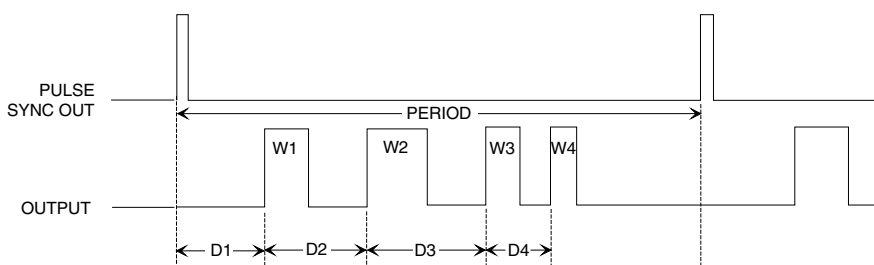 PULSE
SYNC OUT
PERIOD
W1
W2
W3
W4
OUTPUT
D1
D2
D3
D4